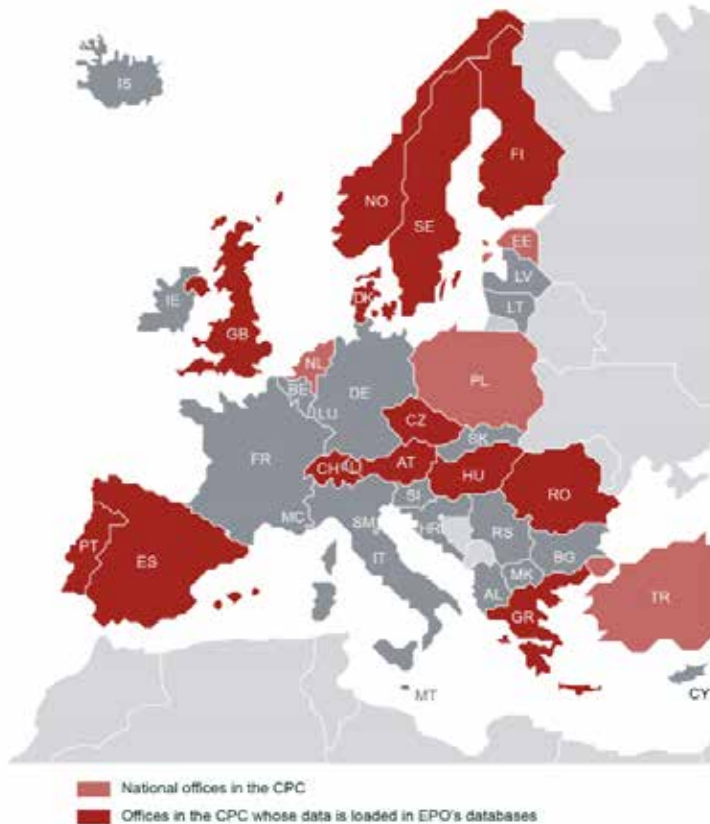 IS
FI
NO
SE
EE
LV
LT
DK
IE
GB
NL
PL
BE
DE
LU
CZ
SK
FR
CH
LI
AT
HU
RO
SI
MC
SM
HR
RS
IT
BG
PT
ES
MK
AL
GR
TR
MT
CY
National offices in the CPC
Offices in the CPC whose data is loaded in EPO's databases